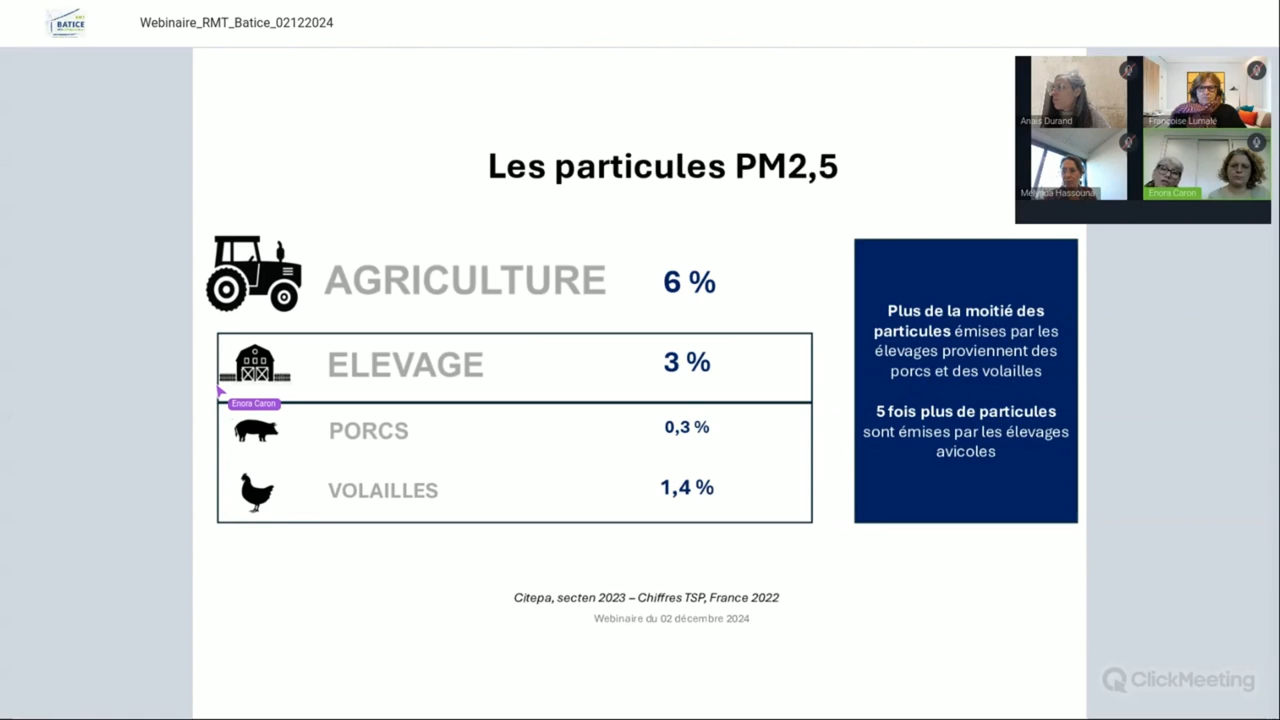 BATICE
Webinaire_RMT_Batice_02122024
Anaïs Durand
Françoise Lumalé
Mélynda Hassouna
Enora Caron
Les particules PM2,5
AGRICULTURE 6 %
ELEVAGE 3 %
Enora Caron
PORCS 0,3 %
VOLAILLES 1,4 %
Plus de la moitié des
particules émises par les
élevages proviennent des
porcs et des volailles
5 fois plus de particules
sont émises par les élevages
avicoles
Citepa, secten 2023 – Chiffres TSP, France 2022
Webinaire du 02 décembre 2024
ClickMeeting